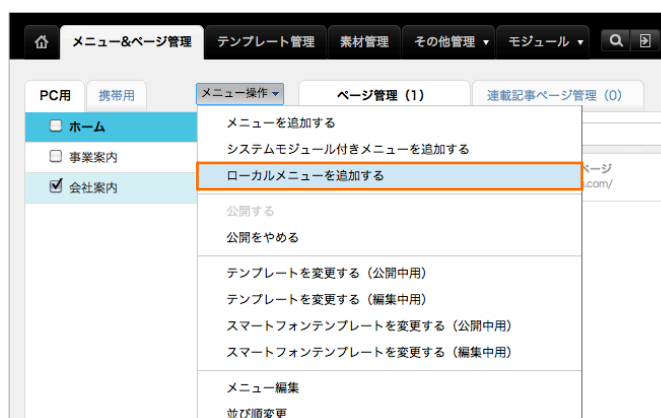 メニュー&ページ管理 テンプレート管理 素材管理 その他管理 ▼ モジュール ▼
PC用 携帯用 メニュー操作 ▼ ページ管理（1） 連載記事ページ管理（0）
ホーム
事業案内
会社案内
メニューを追加する
システムモジュール付きメニューを追加する
ローカルメニューを追加する
公開する
公開をやめる
テンプレートを変更する（公開中用）
テンプレートを変更する（編集中用）
スマートフォンテンプレートを変更する（公開中用）
スマートフォンテンプレートを変更する（編集中用）
メニュー編集
並び順変更
ページ
.com/